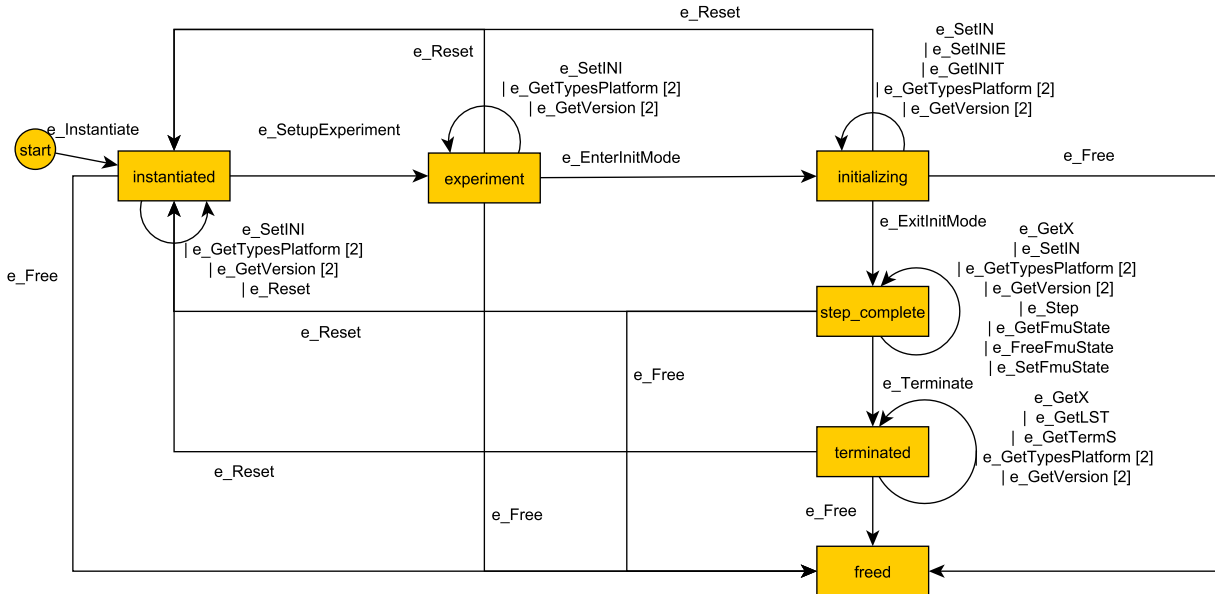 e_Reset
e_SetIN
| e_SetINIE
| e_GetINIT
| e_GetTypesPlatform [2]
| e_GetVersion [2]
e_Reset
e_SetINI
| e_GetTypesPlatform [2]
| e_GetVersion [2]
e_Instantiate
e_SetupExperiment
start
e_EnterInitMode
e_Free
instantiated
experiment
initializing
e_SetINI
| e_GetTypesPlatform [2]
| e_GetVersion [2]
| e_Reset
e_ExitInitMode
e_GetX
| e_SetIN
| e_GetTypesPlatform [2]
| e_GetVersion [2]
| e_Step
| e_GetFmuState
| e_FreeFmuState
| e_SetFmuState
e_Free
step_complete
e_Reset
e_Free
e_Terminate
e_GetX
| e_GetLST
| e_GetTermS
| e_GetTypesPlatform [2]
| e_GetVersion [2]
terminated
e_Reset
e_Free
e_Free
freed